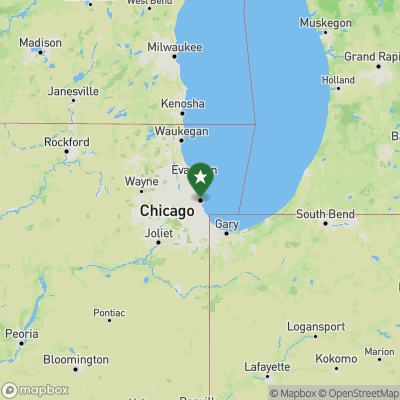 West Bend
Muskegon
Madison
Milwaukee
Grand Rapi
Holland
Janesville
Kenosha
Waukegan
Rockford
Wayne
Chicago
South Bend
Gary
Joliet
Pontiac
Logansport
Peoria
Marion
Bloomington
Kokomo
Lafayette
mapbox
© Mapbox © OpenStreetMap